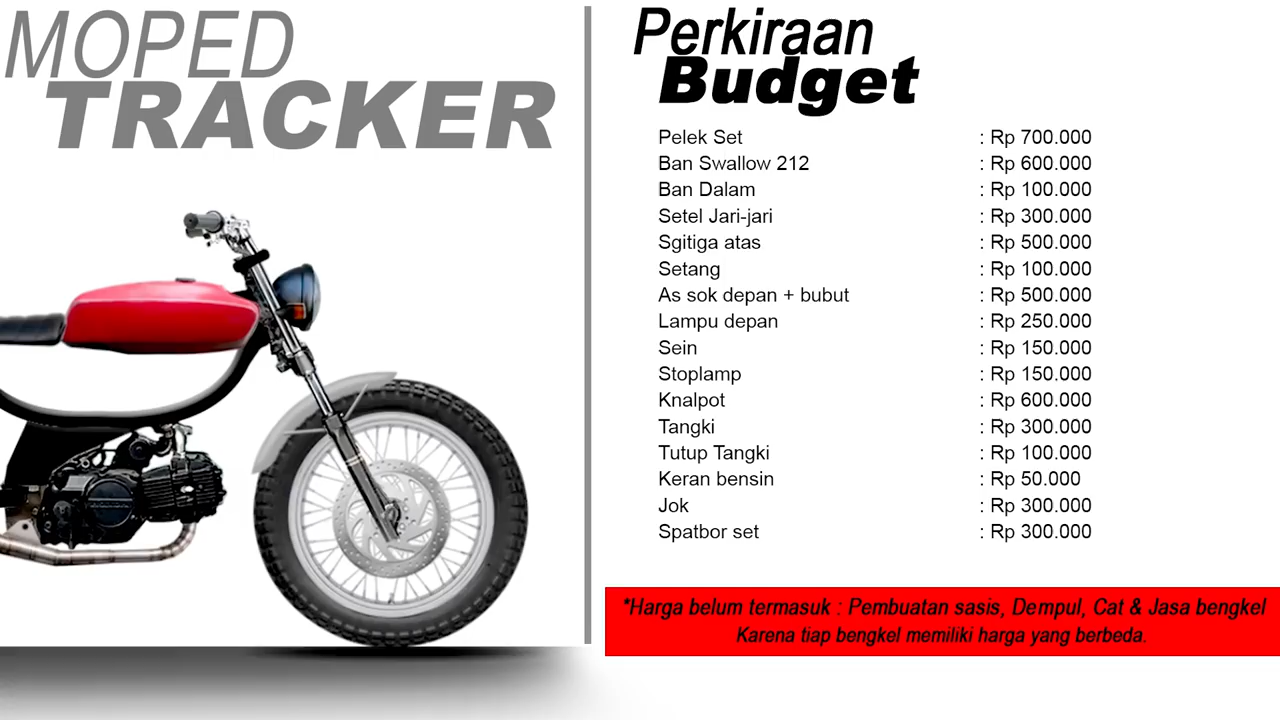 MOPED
TRACKER
Perkiraan
Budget
Pelek Set : Rp 700.000
Ban Swallow 212 : Rp 600.000
Ban Dalam : Rp 100.000
Setel Jari-jari : Rp 300.000
Sgitiga atas : Rp 500.000
Setang : Rp 100.000
As sok depan + bubut : Rp 500.000
Lampu depan : Rp 250.000
Sein : Rp 150.000
Stoplamp : Rp 150.000
Knalpot : Rp 600.000
Tangki : Rp 300.000
Tutup Tangki : Rp 100.000
Keran bensin : Rp 50.000
Jok : Rp 300.000
Spatbor set : Rp 300.000
*Harga belum termasuk : Pembuatan sasis, Dempul, Cat & Jasa bengkel
Karena tiap bengkel memiliki harga yang berbeda.